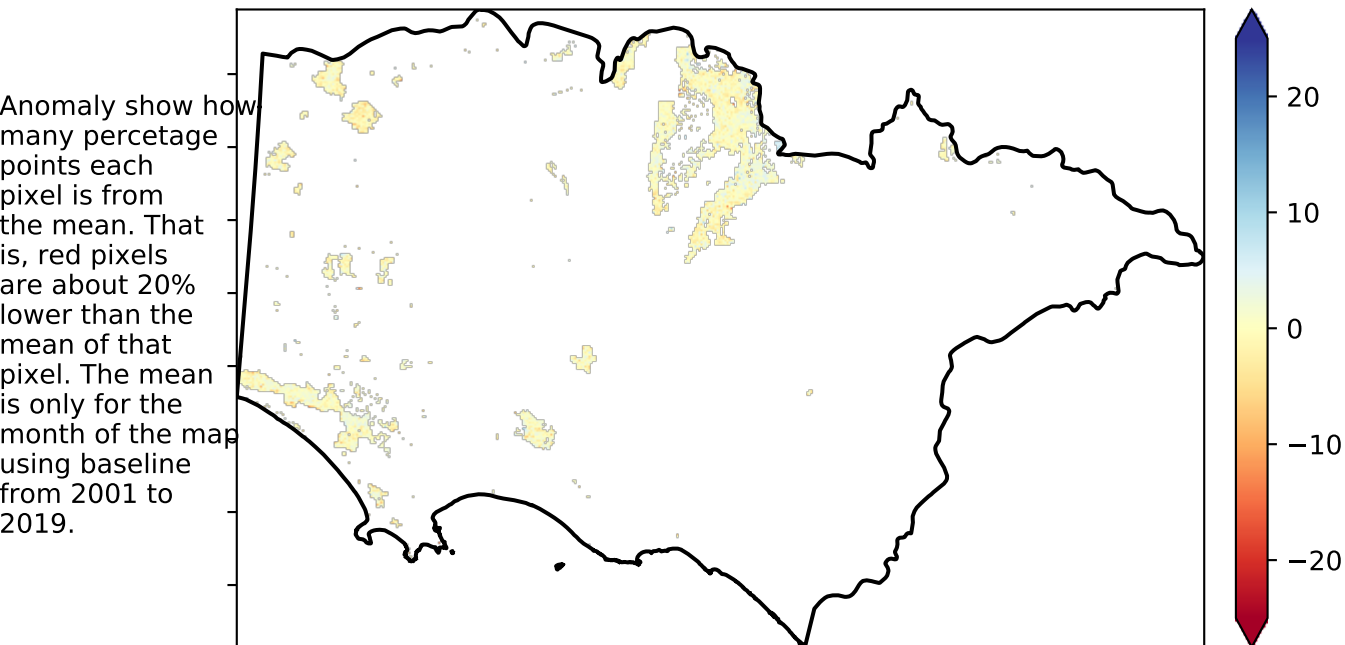 Anomaly show how
many percetage
points each
pixel is from
the mean. That
is, red pixels
are about 20%
lower than the
mean of that
pixel. The mean
is only for the
month of the map
using baseline
from 2001 to
2019.
20
10
0
−10
−20